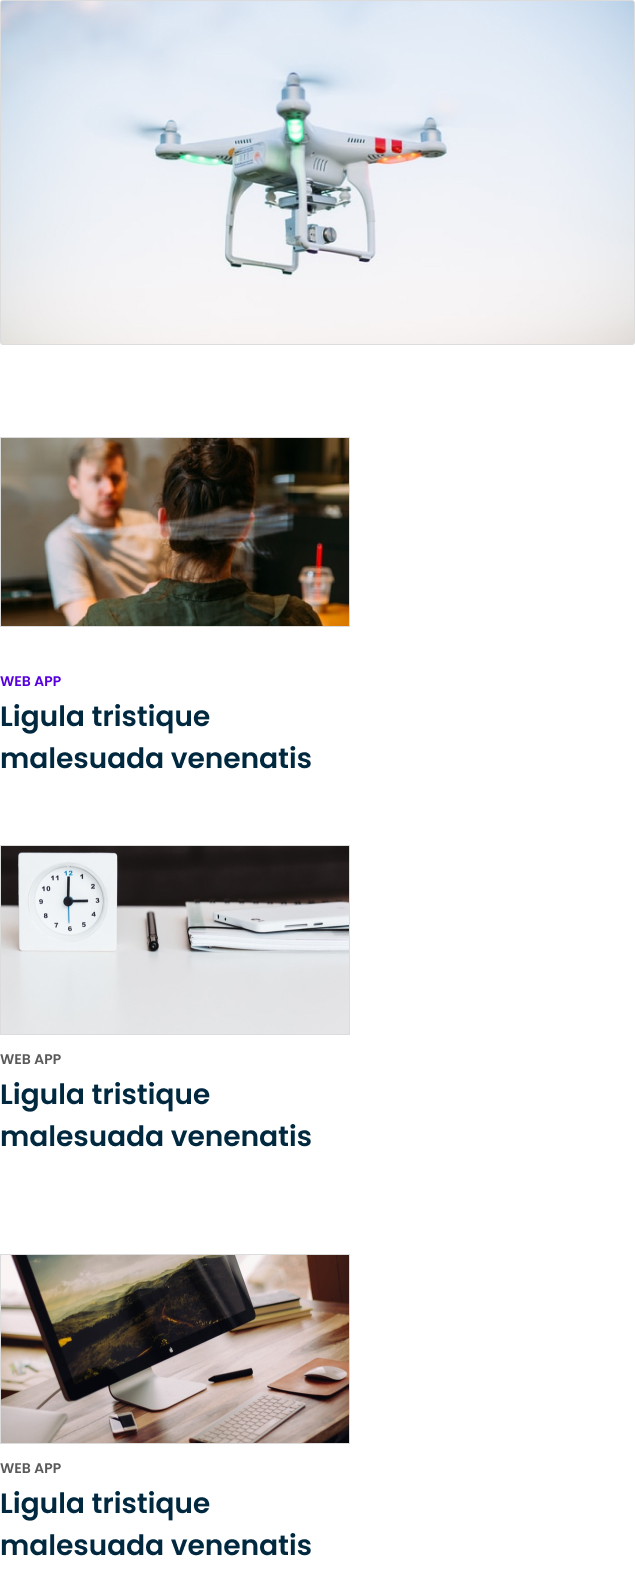 WEB APP
Ligula tristique
malesuada venenatis
12
11 1
10 2
9 3
8 4
7 5
6
WEB APP
Ligula tristique
malesuada venenatis
WEB APP
Ligula tristique
malesuada venenatis